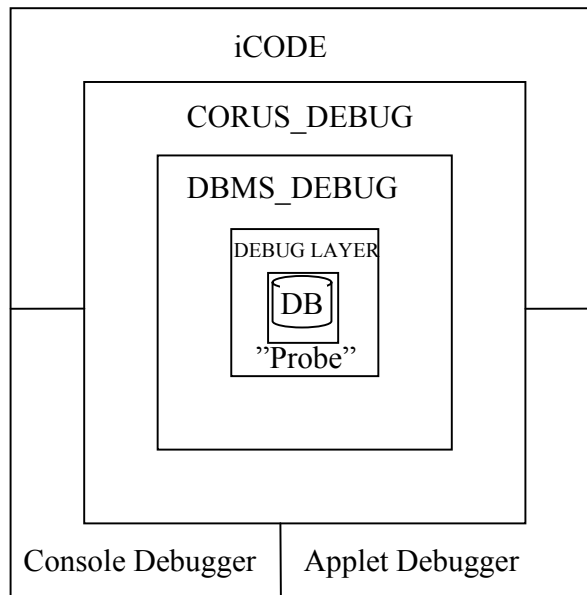 iCODE
CORUS_DEBUG
DBMS_DEBUG
DEBUG LAYER
DB
”Probe”
Console Debugger
Applet Debugger